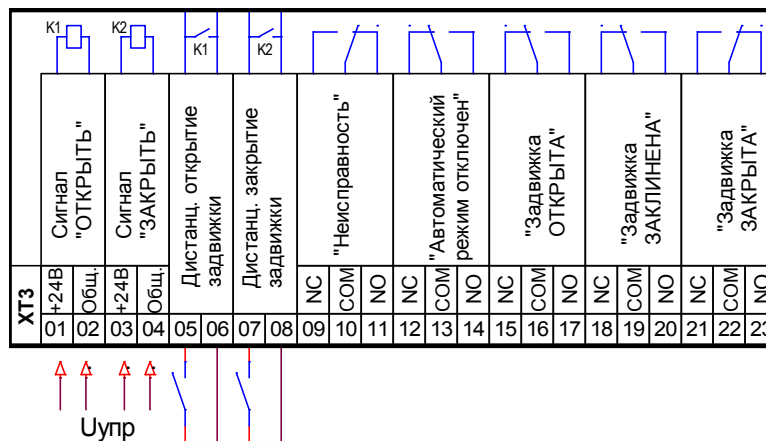 K1
K2
K1
K2
Сигнал
"ОТКРЫТЬ"
Сигнал
"ЗАКРЫТЬ"
Дистанц. открытие
задвижки
Дистанц. закрытие
задвижки
"Неисправность"
"Автоматический
режим отключен"
"Задвижка
ОТКРЫТА"
"Задвижка
ЗАКЛИНЕНА"
"Задвижка
ЗАКРЫТА"
XT3
+24В Общ. +24В Общ. NC COM NO NC COM NO NC COM NO NC COM NO NC COM NO
01 02 03 04 05 06 07 08 09 10 11 12 13 14 15 16 17 18 19 20 21 22 23
Uупр